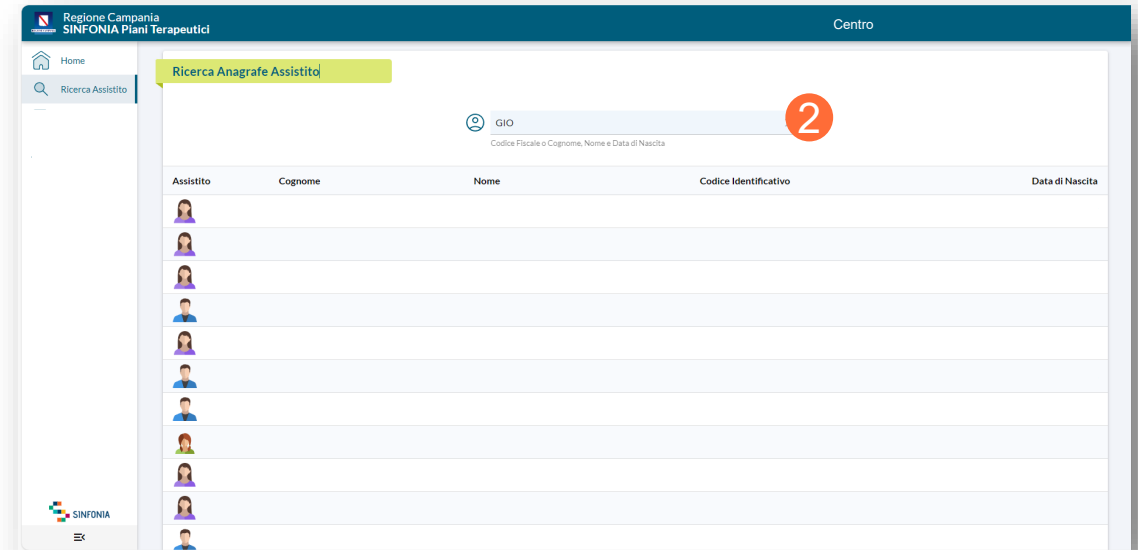 Regione Campania
SINFONIA Piani Terapeutici
Centro
Home
Ricerca Assistito
Ricerca Anagrafe Assistito
GIO
2
Codice Fiscale o Cognome, Nome e Data di Nascita
Assistito Cognome Nome Codice Identificativo Data di Nascita
SINFONIA